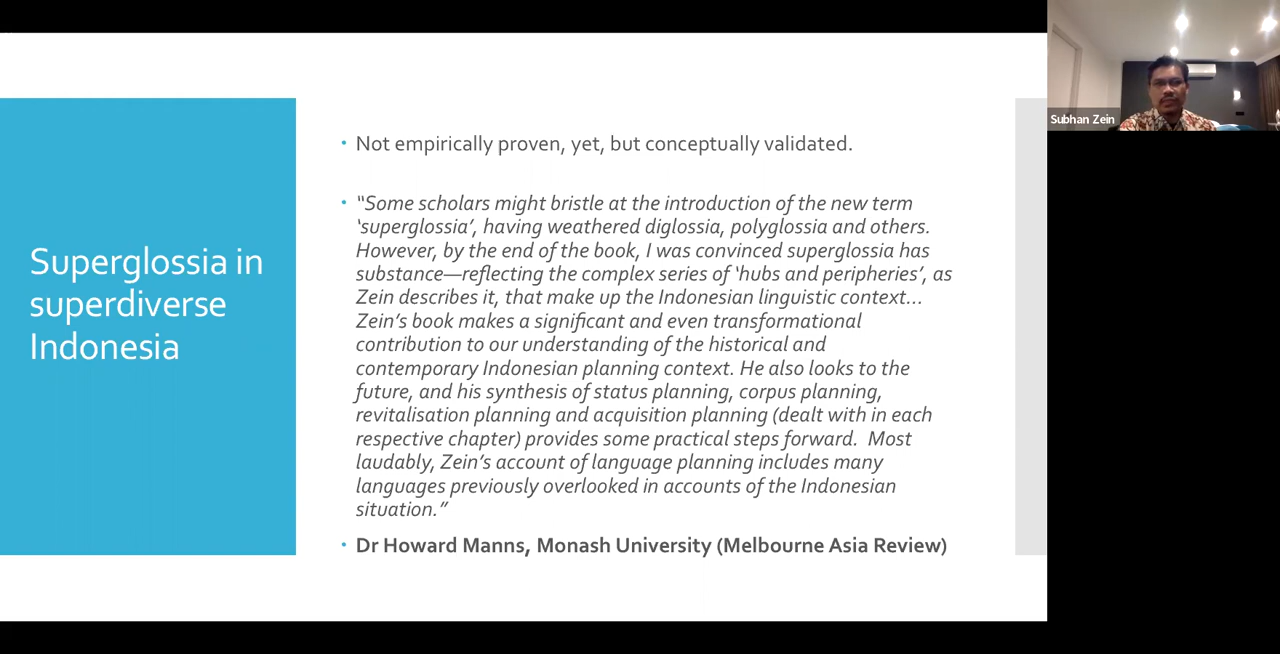 Superglossia in
superdiverse
Indonesia
• Not empirically proven, yet, but conceptually validated.
• “Some scholars might bristle at the introduction of the new term
‘superglossia’, having weathered diglossia, polyglossia and others.
However, by the end of the book, I was convinced superglossia has
substance—reflecting the complex series of ‘hubs and peripheries’, as
Zein describes it, that make up the Indonesian linguistic context…
Zein’s book makes a significant and even transformational
contribution to our understanding of the historical and
contemporary Indonesian planning context. He also looks to the
future, and his synthesis of status planning, corpus planning,
revitalisation planning and acquisition planning (dealt with in each
respective chapter) provides some practical steps forward.  Most
laudably, Zein’s account of language planning includes many
languages previously overlooked in accounts of the Indonesian
situation.”
• Dr Howard Manns, Monash University (Melbourne Asia Review)
Subhan Zein